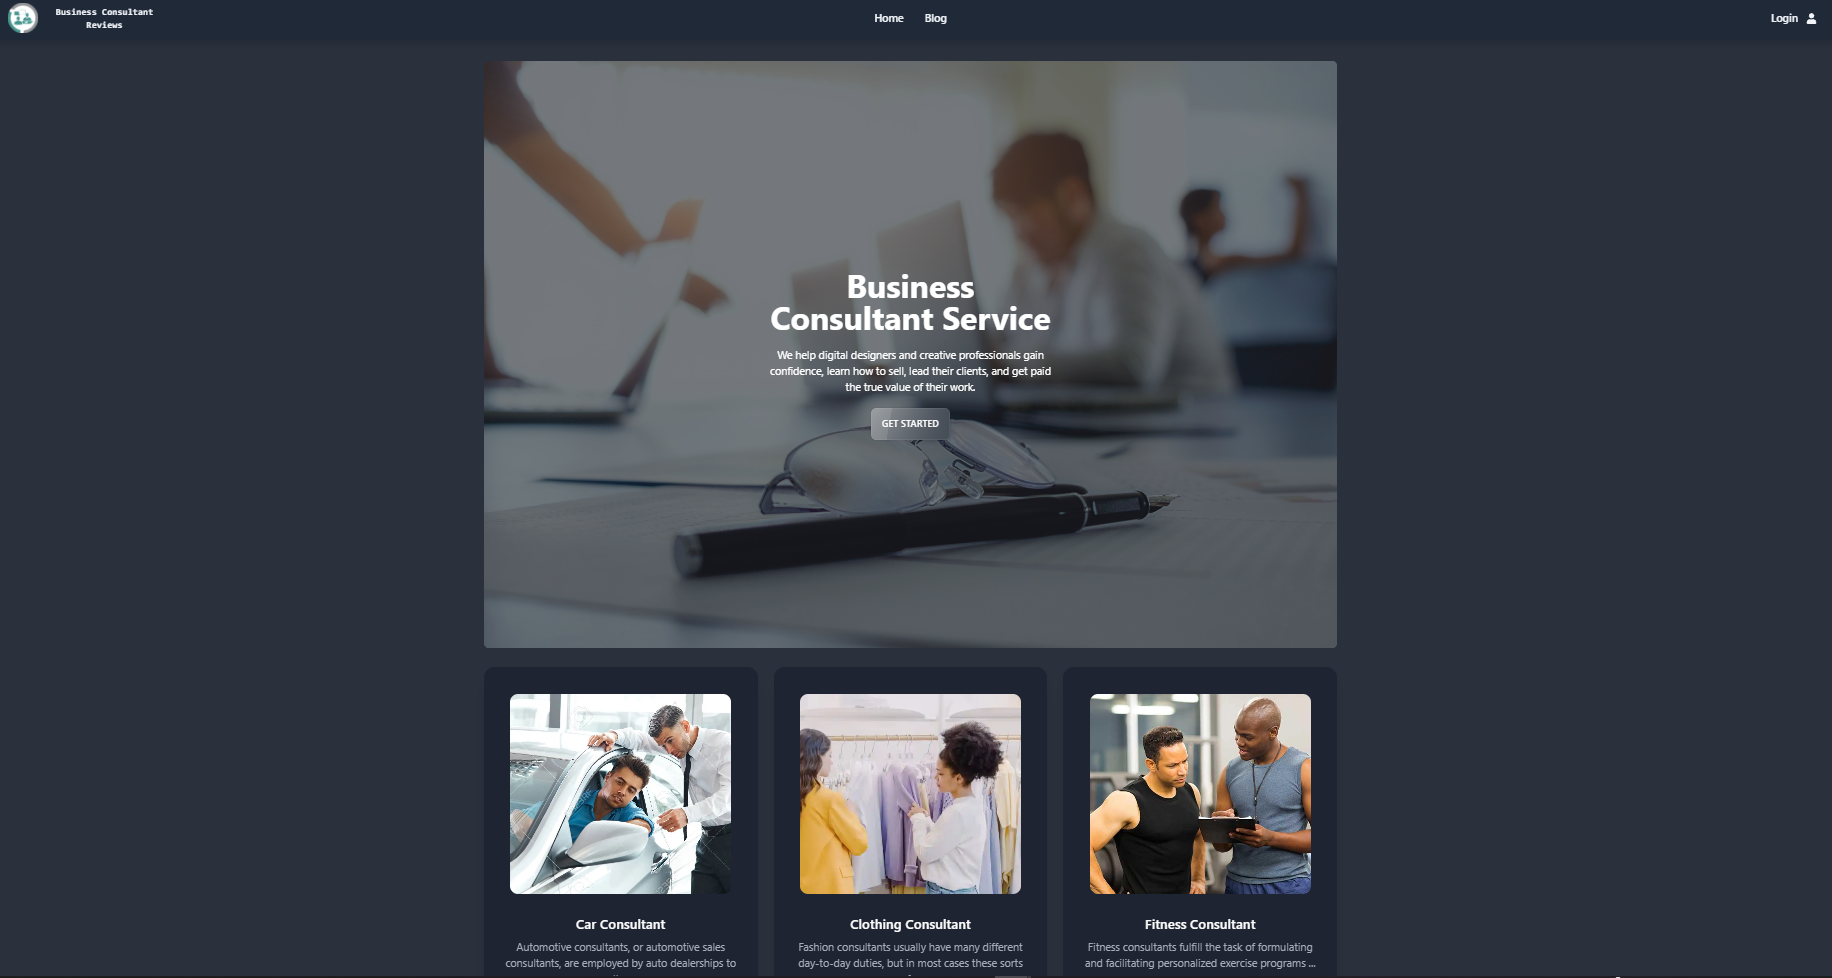 Business Consultant
Reviews
Home
Blog
Login
Business
Consultant Service
We help digital designers and creative professionals gain
confidence, learn how to sell, lead their clients, and get paid
the true value of their work.
GET STARTED
Car Consultant
Automotive consultants, or automotive sales
consultants, are employed by auto dealerships to
Clothing Consultant
Fashion consultants usually have many different
day-to-day duties, but in most cases these sorts
Fitness Consultant
Fitness consultants fulfill the task of formulating
and facilitating personalized exercise programs ...